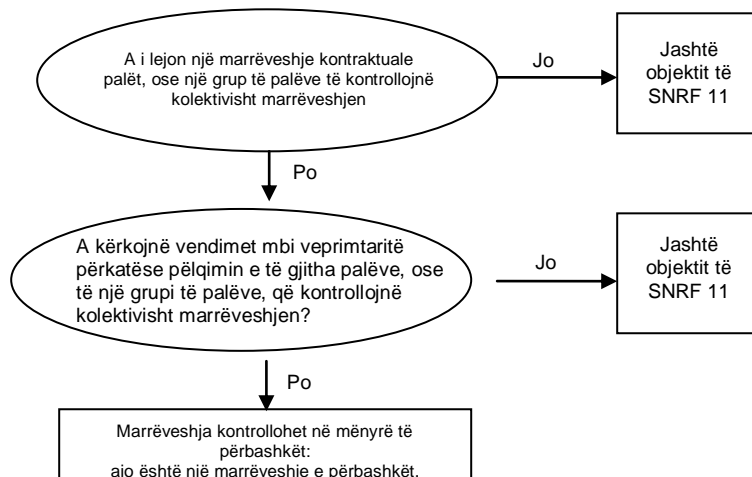 A i lejon një marrëveshje kontraktuale
palët, ose një grup të palëve të kontrollojnë
kolektivisht marrëveshjen
Jo
Jashtë
objektit të
SNRF 11
Po
A kërkojnë vendimet mbi veprimtaritë
përkatëse pëlqimin e të gjitha palëve, ose
të një grupi të palëve, që kontrollojnë
kolektivisht marrëveshjen?
Jo
Jashtë
objektit të
SNRF 11
Po
Marrëveshja kontrollohet në mënyrë të
përbashkët:
ajo është një marrëveshje e përbashkët.